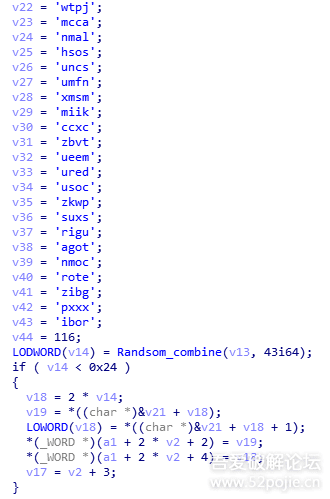 v22 = 'wtpj';
v23 = 'mcca';
v24 = 'nmal';
v25 = 'hsos';
v26 = 'uncs';
v27 = 'umfn';
v28 = 'xmsm';
v29 = 'miik';
v30 = 'ccxc';
v31 = 'zbvt';
v32 = 'ueem';
v33 = 'ured';
v34 = 'usoc';
v35 = 'zkwp';
v36 = 'suxs';
v37 = 'rigu';
v38 = 'agot';
v39 = 'nmoc';
v40 = 'rote';
v41 = 'zibg';
v42 = 'pxxx';
v43 = 'ibor';
v44 = 116;
LODWORD(v14) = Randsom_combine(v13, 43i64);
if ( v14 < 0x24 )
{
v18 = 2 * v14;
v19 = *((char *)&v21 + v18);
LOWORD(v18) = *((char *)&v21 + v18 + 1);
*(_WORD *)(a1 + 2 * v2 + 2) = v19;
*(_WORD *)(a1 + 2 * v2 + 4) = v18;
v17 = v2 + 3;
}
吾爱破解论坛
www.52pojie.cn